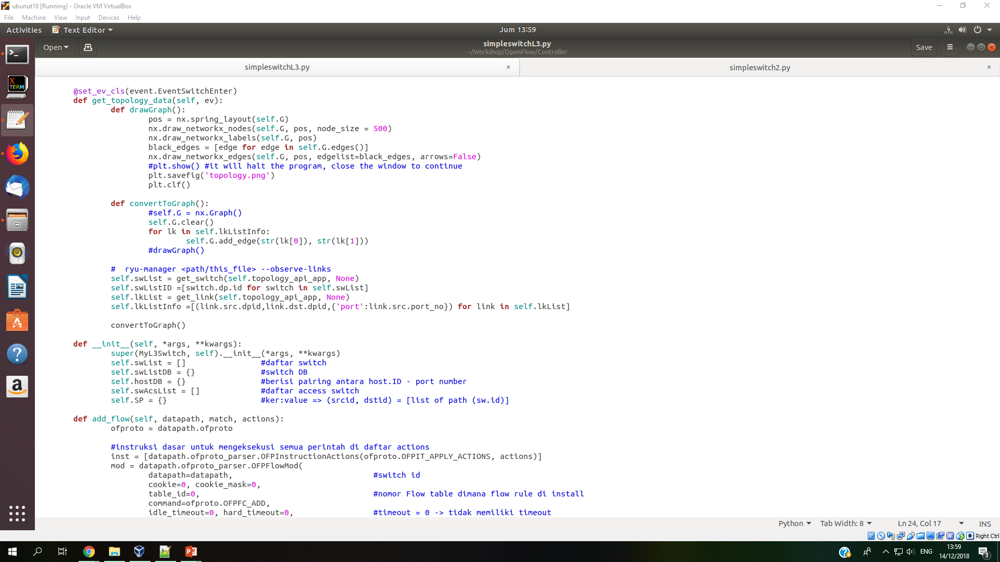 ubunut18 [Running] - Oracle VM VirtualBox
File Machine View Input Devices Help
Activities Text Editor Jum 13:59
Open simpleswitchL3.py Save
~/Workshop/OpenFlow/Controller
simpleswitchL3.py × simpleswitch2.py ×
@set_ev_cls(event.EventSwitchEnter)
def get_topology_data(self, ev):
def drawGraph():
pos = nx.spring_layout(self.G)
nx.draw_networkx_nodes(self.G, pos, node_size = 500)
nx.draw_networkx_labels(self.G, pos)
black_edges = [edge for edge in self.G.edges()]
nx.draw_networkx_edges(self.G, pos, edgelist=black_edges, arrows=False)
#plt.show() #it will halt the program, close the window to continue
plt.savefig('topology.png')
plt.clf()
def convertToGraph():
#self.G = nx.Graph()
self.G.clear()
for lk in self.lkListInfo:
self.G.add_edge(str(lk[0]), str(lk[1]))
#drawGraph()
#  ryu-manager <path/this_file> --observe-links
self.swList = get_switch(self.topology_api_app, None)
self.swListID =[switch.dp.id for switch in self.swList]
self.lkList = get_link(self.topology_api_app, None)
self.lkListInfo =[(link.src.dpid,link.dst.dpid,{'port':link.src.port_no}) for link in self.lkList]
convertToGraph()
def __init__(self, *args, **kwargs):
super(MyL3Switch, self).__init__(*args, **kwargs)
self.swList = [] #daftar switch
self.swListDB = {} #switch DB
self.hostDB = {} #berisi pairing antara host.ID - port number
self.swAcsList = [] #daftar access switch
self.SP = {} #ker:value => (srcid, dstid) = [list of path (sw.id)]
def add_flow(self, datapath, match, actions):
ofproto = datapath.ofproto
#instruksi dasar untuk mengeksekusi semua perintah di daftar actions
inst = [datapath.ofproto_parser.OFPInstructionActions(ofproto.OFPIT_APPLY_ACTIONS, actions)]
mod = datapath.ofproto_parser.OFPFlowMod(
datapath=datapath, #switch id
cookie=0, cookie_mask=0,
table_id=0, #nomor Flow table dimana flow rule di install
command=ofproto.OFPFC_ADD,
idle_timeout=0, hard_timeout=0, #timeout = 0 -> tidak memiliki timeout
Python Tab Width: 8 Ln 24, Col 17 INS
Right Ctrl
ENG 13:59
14/12/2018 3
X TERM